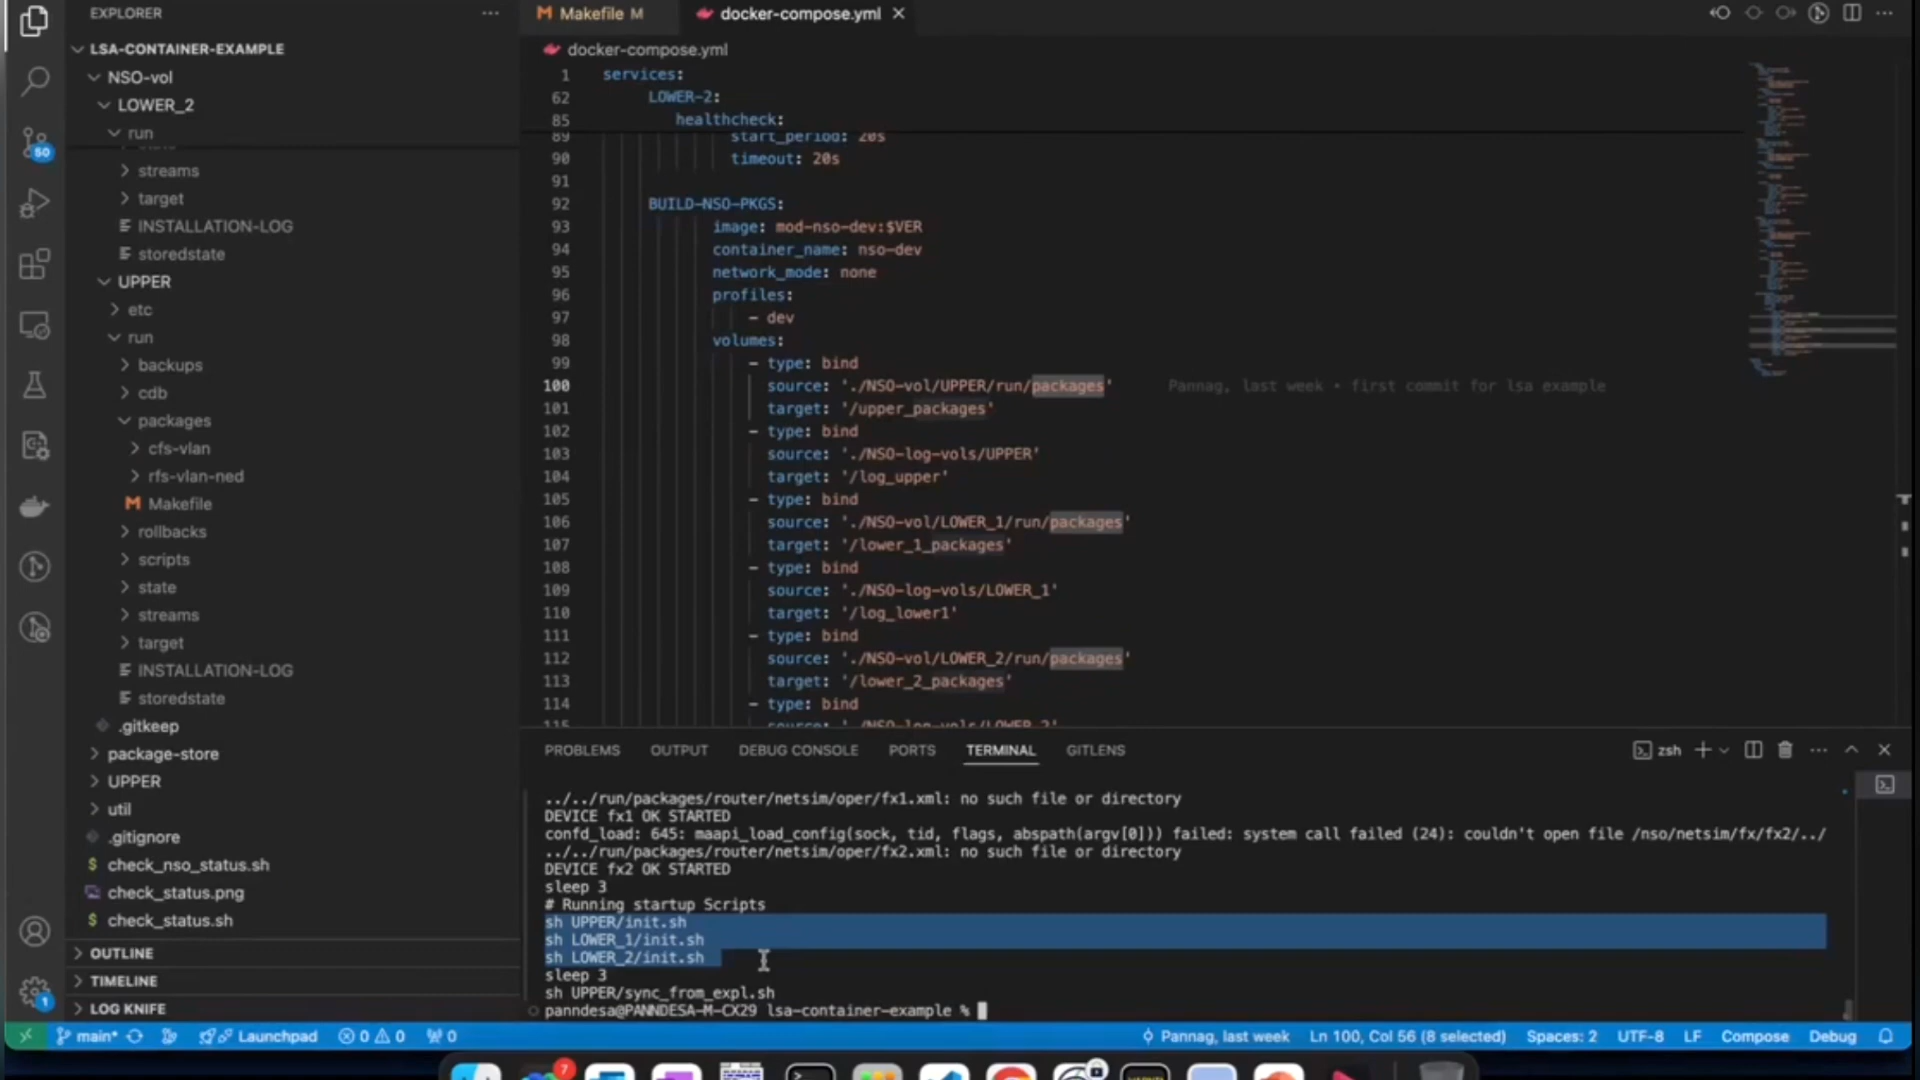 EXPLORER
LSA-CONTAINER-EXAMPLE
NSO-vol
LOWER_2
run
streams
target
INSTALLATION-LOG
storedstate
UPPER
etc
run
backups
cdb
packages
cfs-vlan
rfs-vlan-ned
Makefile
rollbacks
scripts
state
streams
target
INSTALLATION-LOG
storedstate
.gitkeep
package-store
UPPER
util
.gitignore
check_nso_status.sh
check_status.png
check_status.sh
OUTLINE
TIMELINE
LOG KNIFE
50
1
Makefile M
docker-compose.yml
docker-compose.yml
1 services:
62 LOWER-2:
85 healthcheck:
89 start_period: 20s
90 timeout: 20s
91
92 BUILD-NSO-PKGS:
93 image: mod-nso-dev:$VER
94 container_name: nso-dev
95 network_mode: none
96 profiles:
97 - dev
98 volumes:
99 - type: bind
100 source: './NSO-vol/UPPER/run/packages' Pannag, last week • first commit for lsa example
101 target: '/upper_packages'
102 - type: bind
103 source: './NSO-log-vols/UPPER'
104 target: '/log_upper'
105 - type: bind
106 source: './NSO-vol/LOWER_1/run/packages'
107 target: '/lower_1_packages'
108 - type: bind
109 source: './NSO-log-vols/LOWER_1'
110 target: '/log_lower1'
111 - type: bind
112 source: './NSO-vol/LOWER_2/run/packages'
113 target: '/lower_2_packages'
114 - type: bind
115 source: './NSO-log-vols/LOWER_2'
PROBLEMS OUTPUT DEBUG CONSOLE PORTS TERMINAL GITLENS
zsh
../../run/packages/router/netsim/oper/fx1.xml: no such file or directory
DEVICE fx1 OK STARTED
confd_load: 645: maapi_load_config(sock, tid, flags, abspath(argv[0])) failed: system call failed (24): couldn't open file /nso/netsim/fx/fx2/../
../../run/packages/router/netsim/oper/fx2.xml: no such file or directory
DEVICE fx2 OK STARTED
sleep 3
# Running startup Scripts
sh UPPER/init.sh
sh LOWER_1/init.sh
sh LOWER_2/init.sh
sleep 3
sh UPPER/sync_from_expl.sh
panndesa@PANNDESA-M-CX29 lsa-container-example %
main* Launchpad 0 0 0 Pannag, last week Ln 100, Col 56 (8 selected) Spaces: 2 UTF-8 LF Compose Debug
7